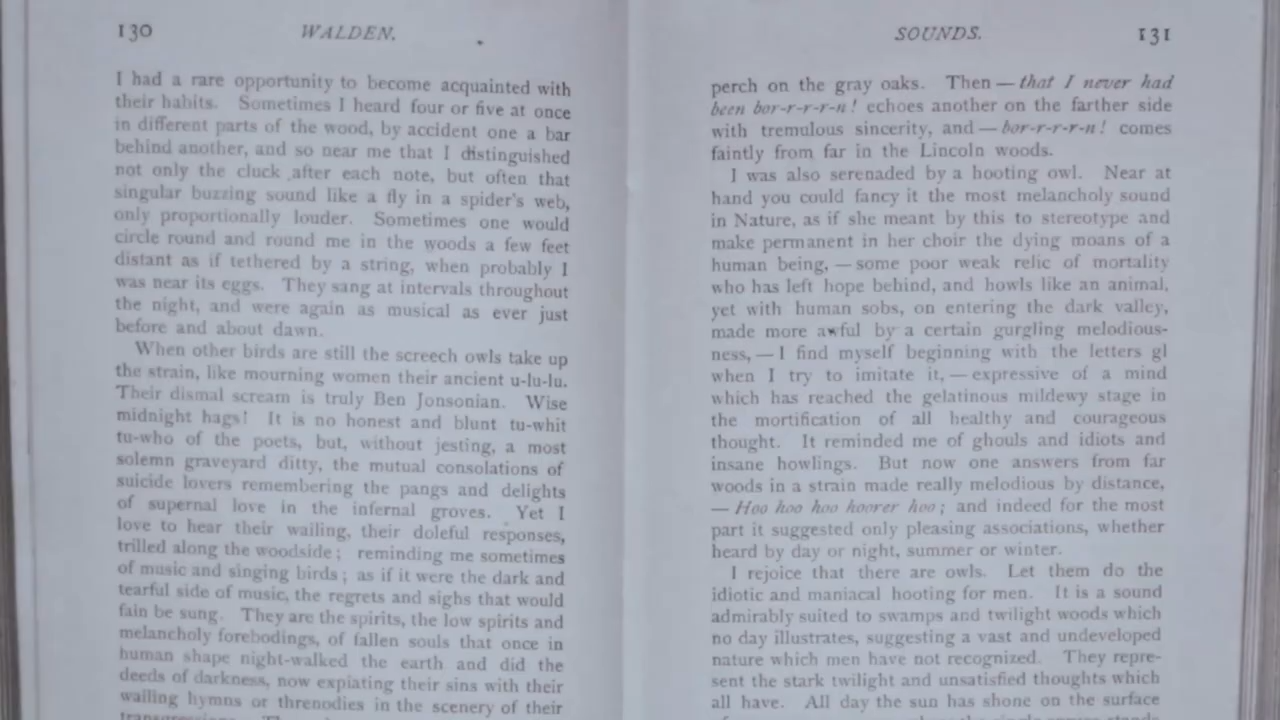 130 WALDEN.
I had a rare opportunity to become acquainted with
their habits. Sometimes I heard four or five at once
in different parts of the wood, by accident one a bar
behind another, and so near me that I distinguished
not only the cluck after each note, but often that
singular buzzing sound like a fly in a spider's web,
only proportionally louder. Sometimes one would
circle round and round me in the woods a few feet
distant as if tethered by a string, when probably I
was near its eggs. They sang at intervals throughout
the night, and were again as musical as ever just
before and about dawn.
When other birds are still the screech owls take up
the strain, like mourning women their ancient u-lu-lu.
Their dismal scream is truly Ben Jonsonian. Wise
midnight hags! It is no honest and blunt tu-whit
tu-who of the poets, but, without jesting, a most
solemn graveyard ditty, the mutual consolations of
suicide lovers remembering the pangs and delights
of supernal love in the infernal groves. Yet I
love to hear their wailing, their doleful responses,
trilled along the woodside; reminding me sometimes
of music and singing birds; as if it were the dark and
tearful side of music, the regrets and sighs that would
fain be sung. They are the spirits, the low spirits and
melancholy forebodings, of fallen souls that once in
human shape night-walked the earth and did the
deeds of darkness, now expiating their sins with their
wailing hymns or threnodies in the scenery of their
SOUNDS. 131
perch on the gray oaks. Then — that I never had
been bor-r-r-r-n! echoes another on the farther side
with tremulous sincerity, and — bor-r-r-r-n! comes
faintly from far in the Lincoln woods.
I was also serenaded by a hooting owl. Near at
hand you could fancy it the most melancholy sound
in Nature, as if she meant by this to stereotype and
make permanent in her choir the dying moans of a
human being, — some poor weak relic of mortality
who has left hope behind, and howls like an animal,
yet with human sobs, on entering the dark valley,
made more awful by a certain gurgling melodious-
ness, — I find myself beginning with the letters gl
when I try to imitate it, — expressive of a mind
which has reached the gelatinous mildewy stage in
the mortification of all healthy and courageous
thought. It reminded me of ghouls and idiots and
insane howlings. But now one answers from far
woods in a strain made really melodious by distance,
— Hoo hoo hoo hoorer hoo; and indeed for the most
part it suggested only pleasing associations, whether
heard by day or night, summer or winter.
I rejoice that there are owls. Let them do the
idiotic and maniacal hooting for men. It is a sound
admirably suited to swamps and twilight woods which
no day illustrates, suggesting a vast and undeveloped
nature which men have not recognized. They repre-
sent the stark twilight and unsatisfied thoughts which
all have. All day the sun has shone on the surface